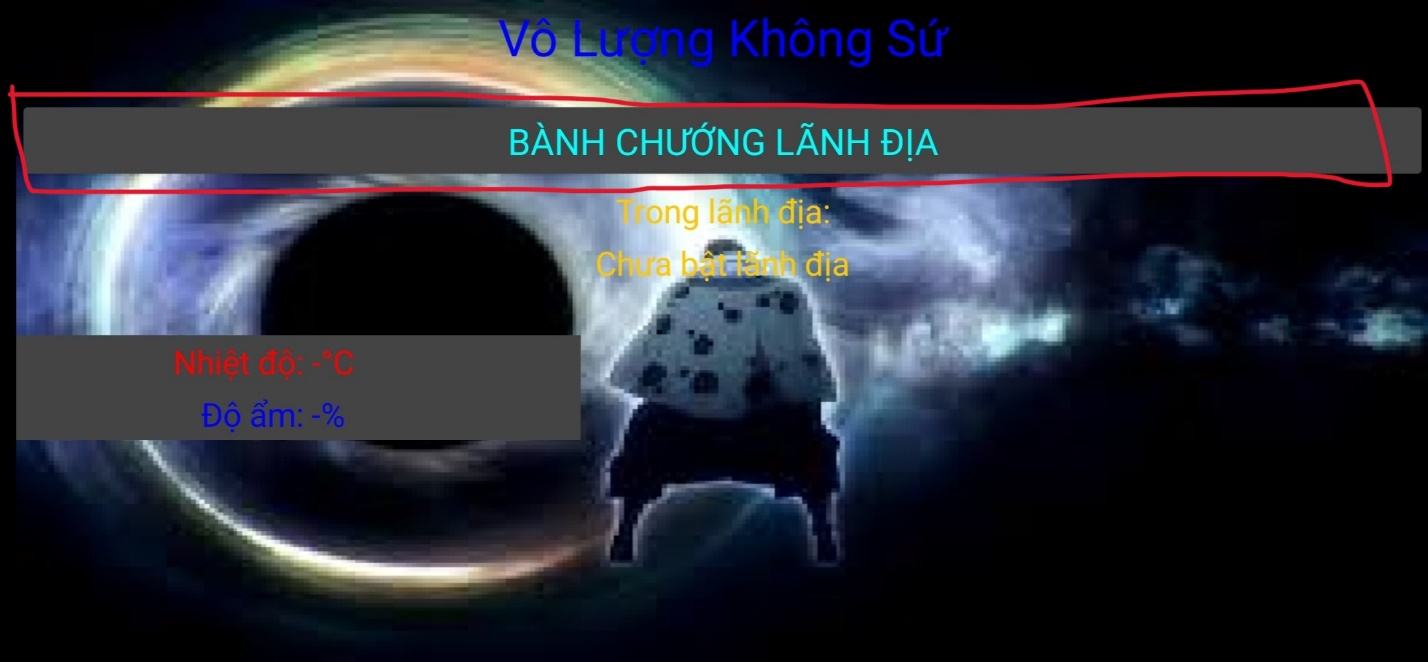 Vô Lượng Không Sứ
BÀNH CHƯỚNG LÃNH ĐỊA
Trong lãnh địa:
Chưa bật lãnh địa
Nhiệt độ: -°C
Độ ẩm: -%